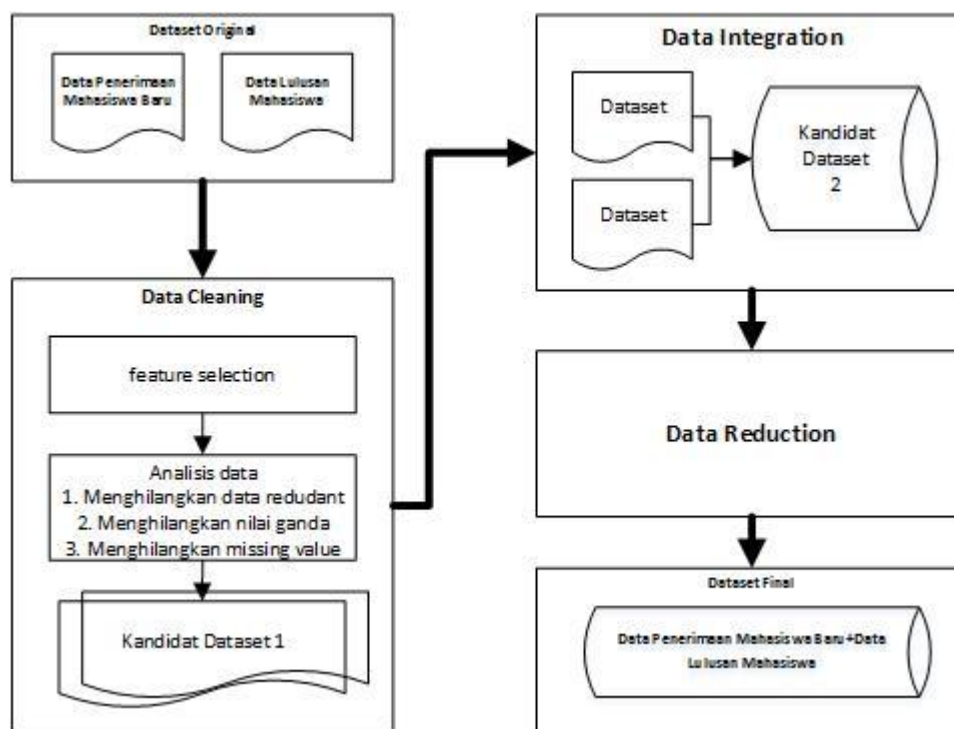 Dataset Original
Data Penerimaan
Mahasiswa Baru
Data Lulusan
Mahasiswa
Data Cleaning
feature selection
Analisis data
1. Menghilangkan data redudant
2. Menghilangkan nilai ganda
3. Menghilangkan missing value
Kandidat Dataset 1
Data Integration
Dataset
Dataset
Kandidat
Dataset
2
Data Reduction
Dataset Final
Data Penerimaan Mahasiswa Baru+Data
Lulusan Mahasiswa